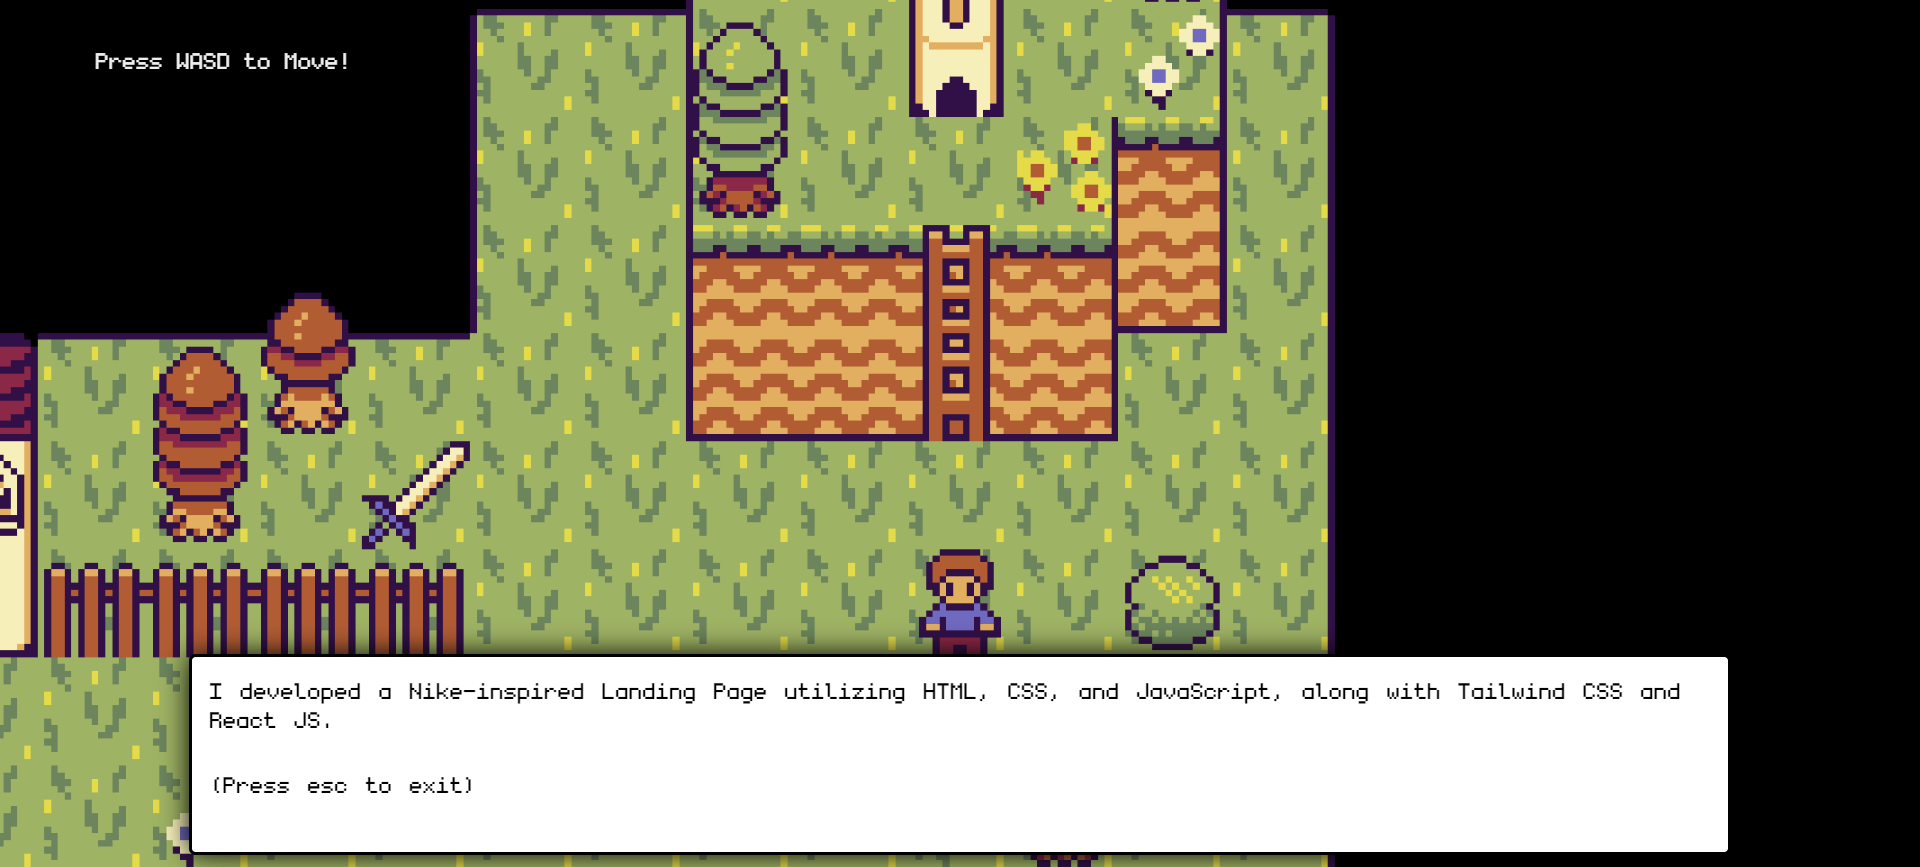 Press WASD to Move!
I developed a Nike-inspired Landing Page utilizing HTML, CSS, and JavaScript, along with Tailwind CSS and
React JS.
(Press esc to exit)